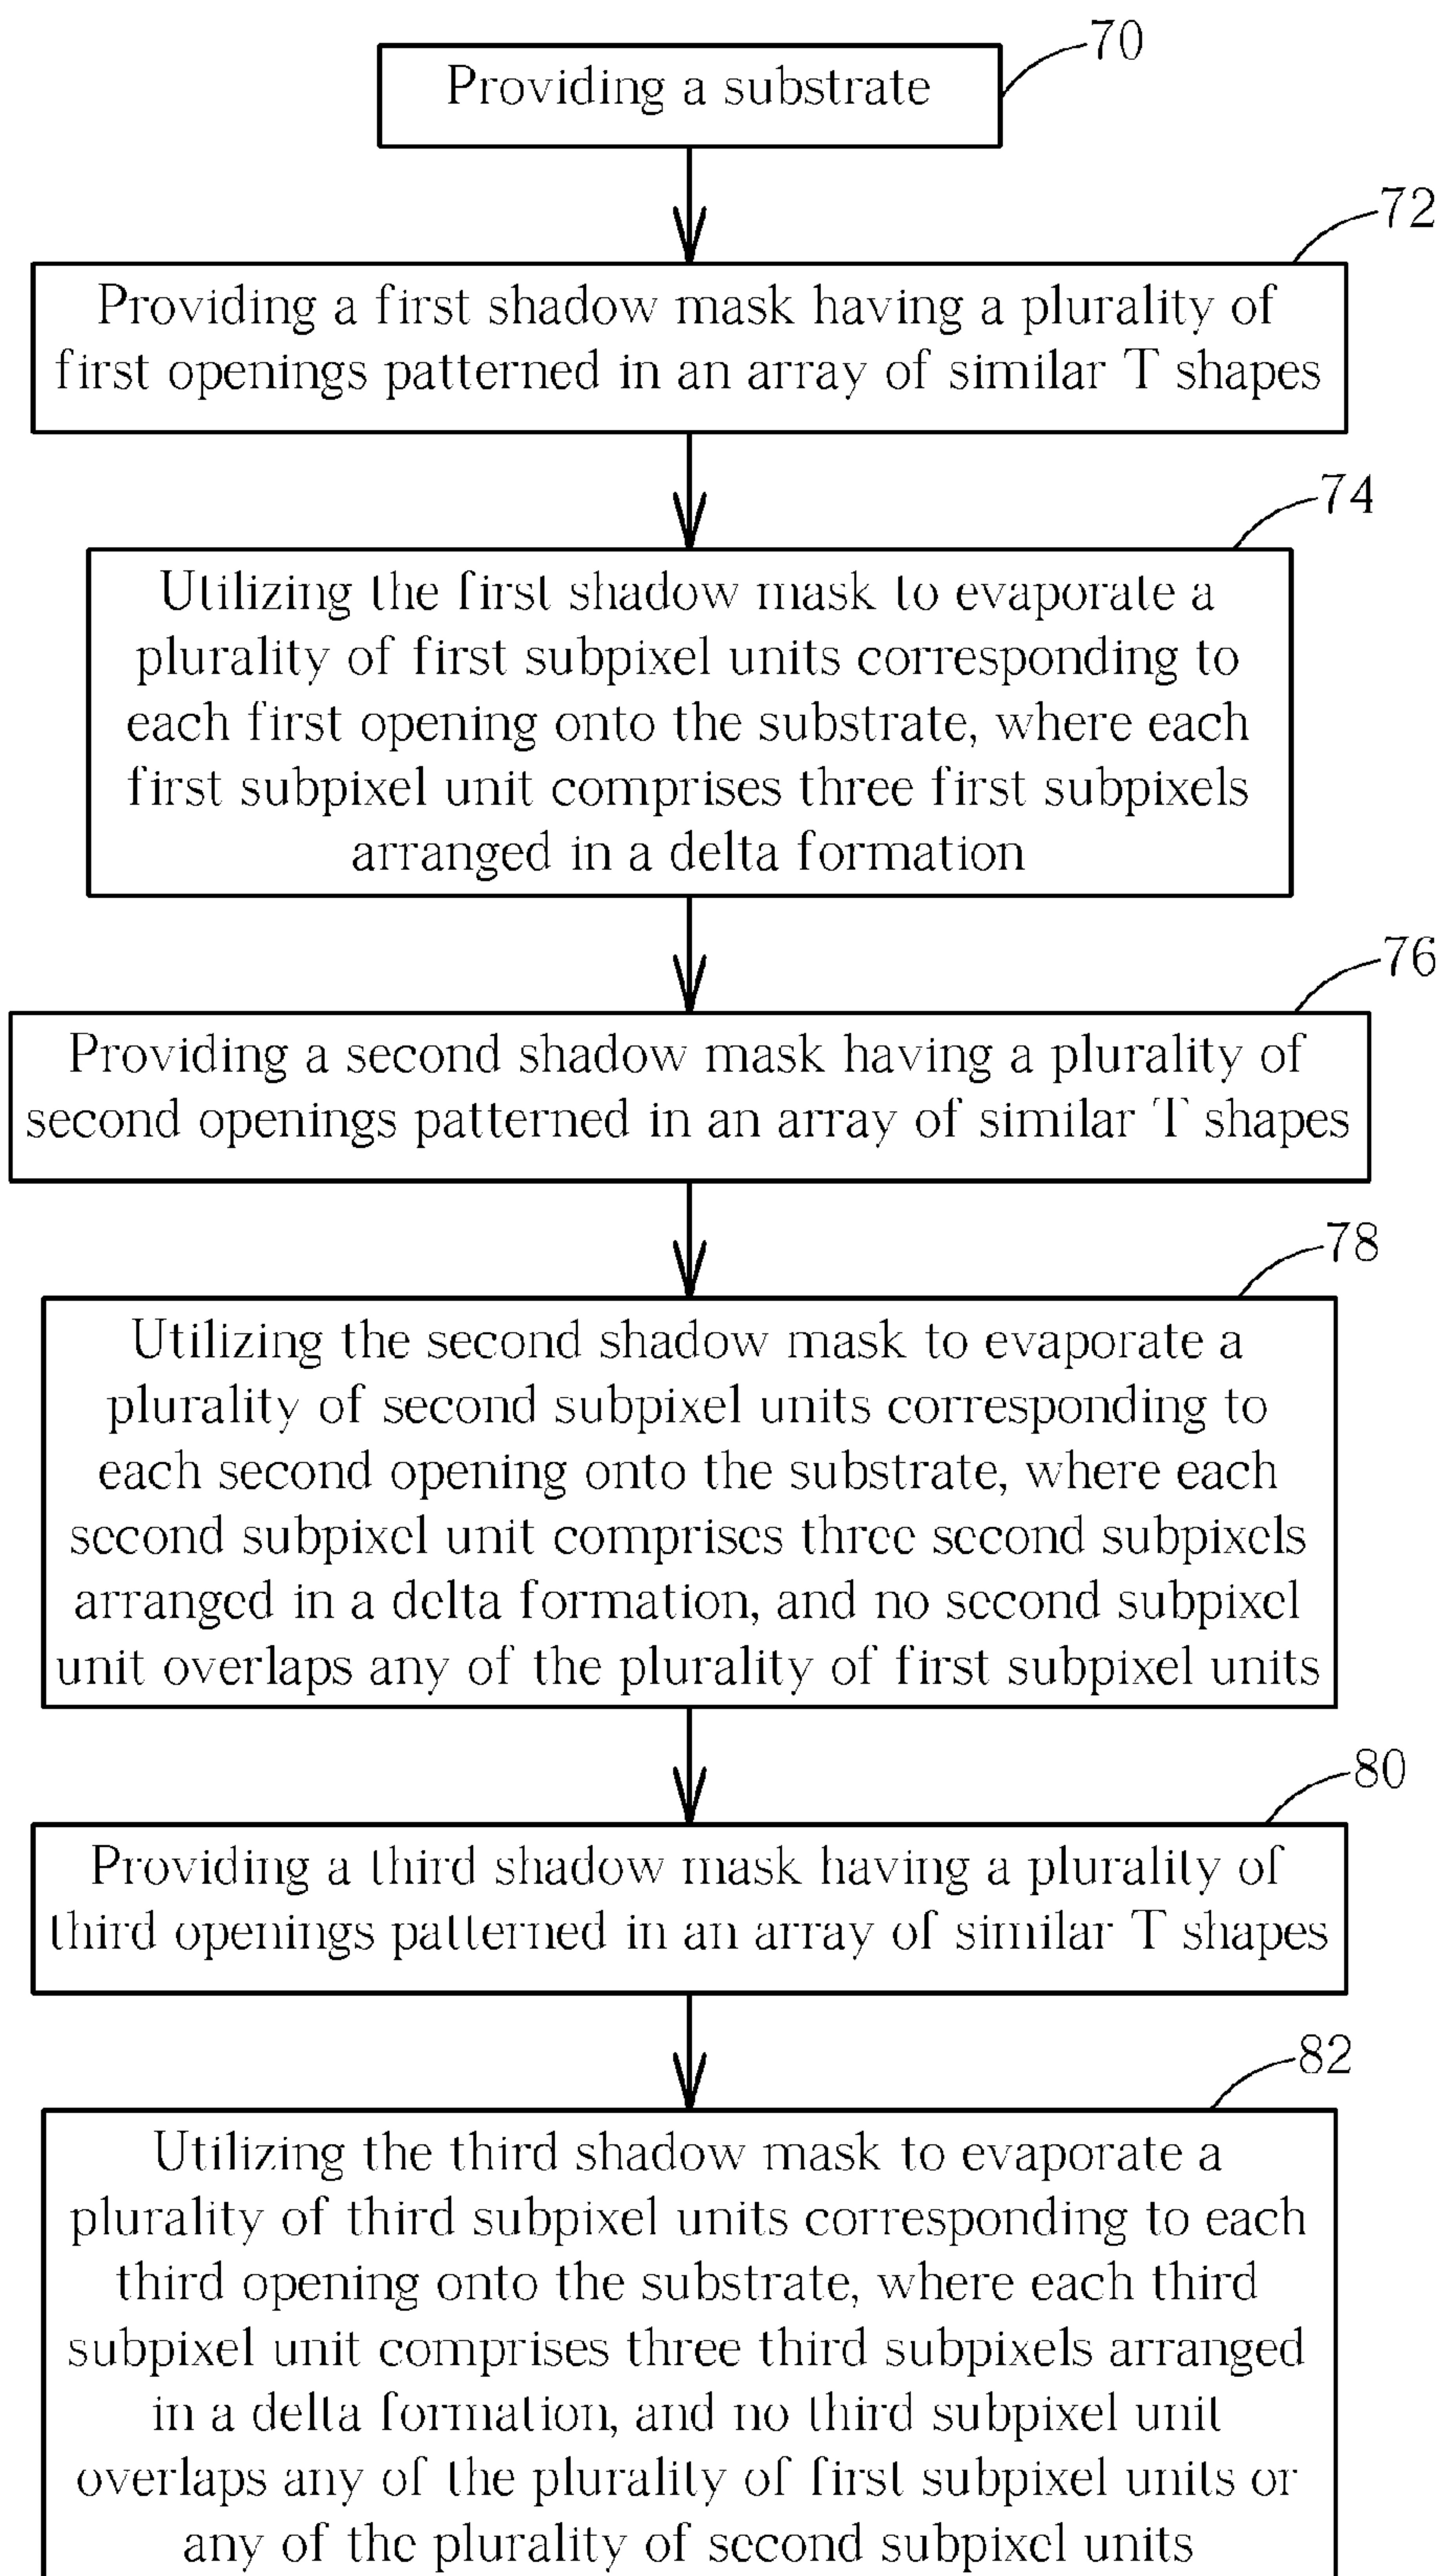 70
Providing a substrate
72
Providing a first shadow mask having a plurality of
first openings patterned in an array of similar T shapes
74
Utilizing the first shadow mask to evaporate a
plurality of first subpixel units corresponding to
each first opening onto the substrate, where each
first subpixel unit comprises three first subpixels
arranged in a delta formation
76
Providing a second shadow mask having a plurality of
second openings patterned in an array of similar T shapes
78
Utilizing the second shadow mask to evaporate a
plurality of second subpixel units corresponding to
each second opening onto the substrate, where each
second subpixel unit comprises three second subpixels
arranged in a delta formation, and no second subpixel
unit overlaps any of the plurality of first subpixel units
80
Providing a third shadow mask having a plurality of
third openings patterned in an array of similar T shapes
82
Utilizing the third shadow mask to evaporate a
plurality of third subpixel units corresponding to each
third opening onto the substrate, where each third
subpixel unit comprises three third subpixels arranged
in a delta formation, and no third subpixel unit
overlaps any of the plurality of first subpixel units or
any of the plurality of second subpixel units